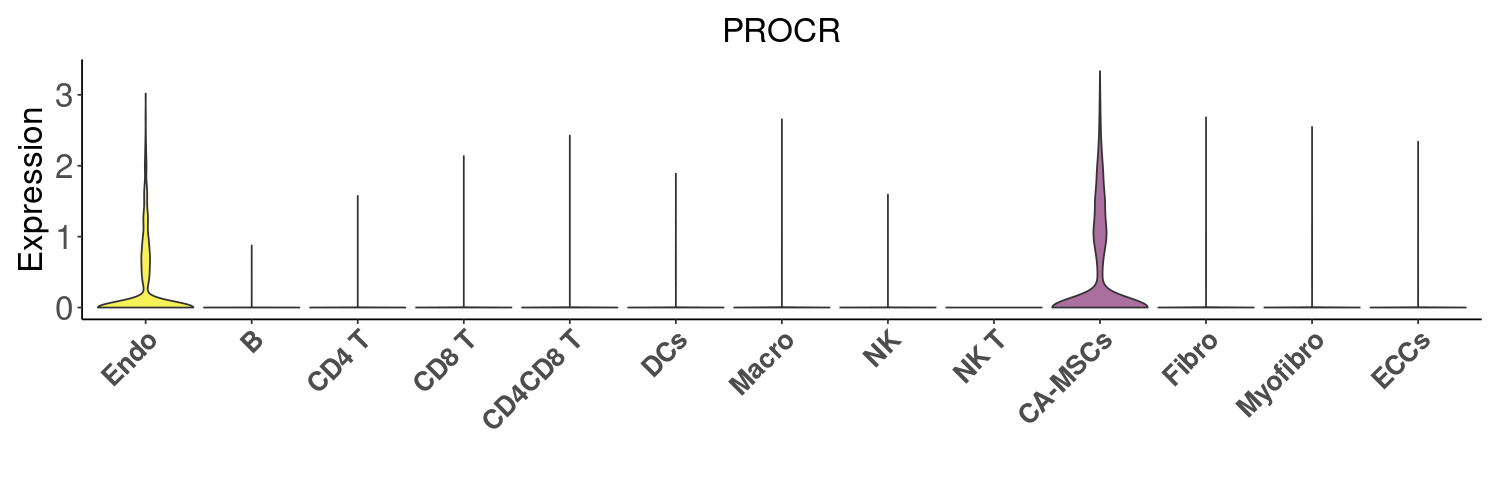 PROCR
Expression
3
2
1
0
Endo
B
CD4 T
CD8 T
CD4CD8 T
DCs
Macro
NK
NK T
CA-MSCs
Fibro
Myofibro
ECCs